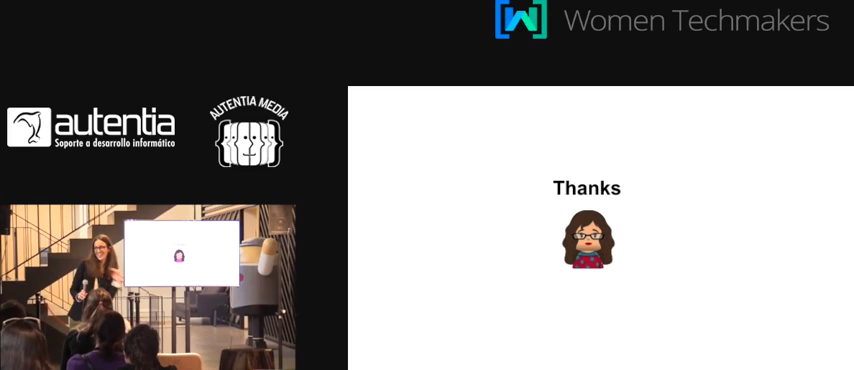 Women Techmakers
autentia
Soporte a desarrollo informático
AUTENTIA MEDIA
Thanks